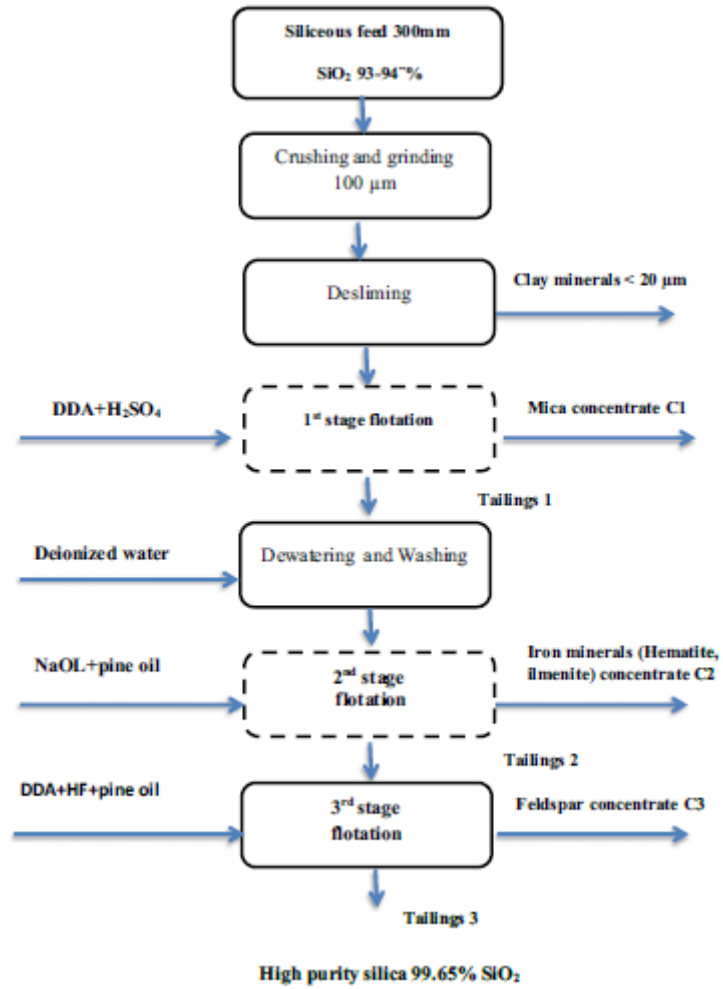 Siliceous feed 300mm
SiO₂ 93-94~%
Crushing and grinding
100 µm
Desliming
Clay minerals < 20 µm
DDA+H₂SO₄
1ˢᵗ stage flotation
Mica concentrate C1
Tailings 1
Deionized water
Dewatering and Washing
NaOL+pine oil
2ⁿᵈ stage
flotation
Iron minerals (Hematite,
ilmenite) concentrate C2
Tailings 2
DDA+HF+pine oil
3ʳᵈ stage
flotation
Feldspar concentrate C3
Tailings 3
High purity silica 99.65% SiO₂